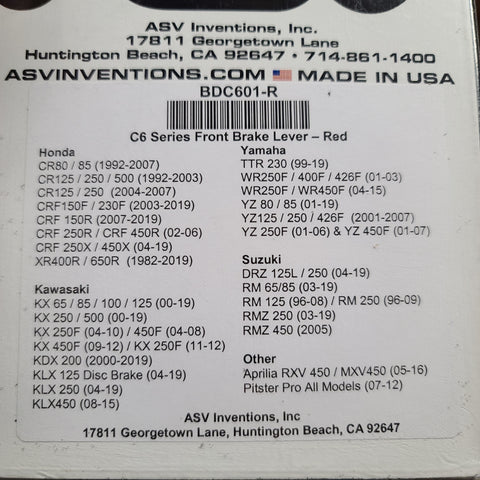 ASV Inventions, Inc.
17811 Georgetown Lane
Huntington Beach, CA 92647 • 714-861-1400
ASVINVENTIONS.COM MADE IN USA
BDC601-R
C6 Series Front Brake Lever – Red
Honda
CR80 / 85 (1992-2007)
CR125 / 250 / 500 (1992-2003)
CR125 / 250 (2004-2007)
CRF150F / 230F (2003-2019)
CRF 150R (2007-2019)
CRF 250R / CRF 450R (02-06)
CRF 250X / 450X (04-19)
XR400R / 650R (1982-2019)
Kawasaki
KX 65 / 85 / 100 / 125 (00-19)
KX 250 / 500 (00-19)
KX 250F (04-10) / 450F (04-08)
KX 450F (09-12) / KX 250F (11-12)
KDX 200 (2000-2019)
KLX 125 Disc Brake (04-19)
KLX 250 (04-19)
KLX450 (08-15)
Yamaha
TTR 230 (99-19)
WR250F / 400F / 426F (01-03)
WR250F / WR450F (04-15)
YZ 80 / 85 (01-19)
YZ125 / 250 / 426F (2001-2007)
YZ 250F (01-06) & YZ 450F (01-07)
Suzuki
DRZ 125L / 250 (04-19)
RM 65/85 (03-19)
RM 125 (96-08) / RM 250 (96-09)
RMZ 250 (04-19)
RMZ 450 (2005)
Other
Aprilia RXV 450 / MXV450 (05-16)
Pitster Pro All Models (07-12)
ASV Inventions, Inc
17811 Georgetown Lane, Huntington Beach, CA 92647